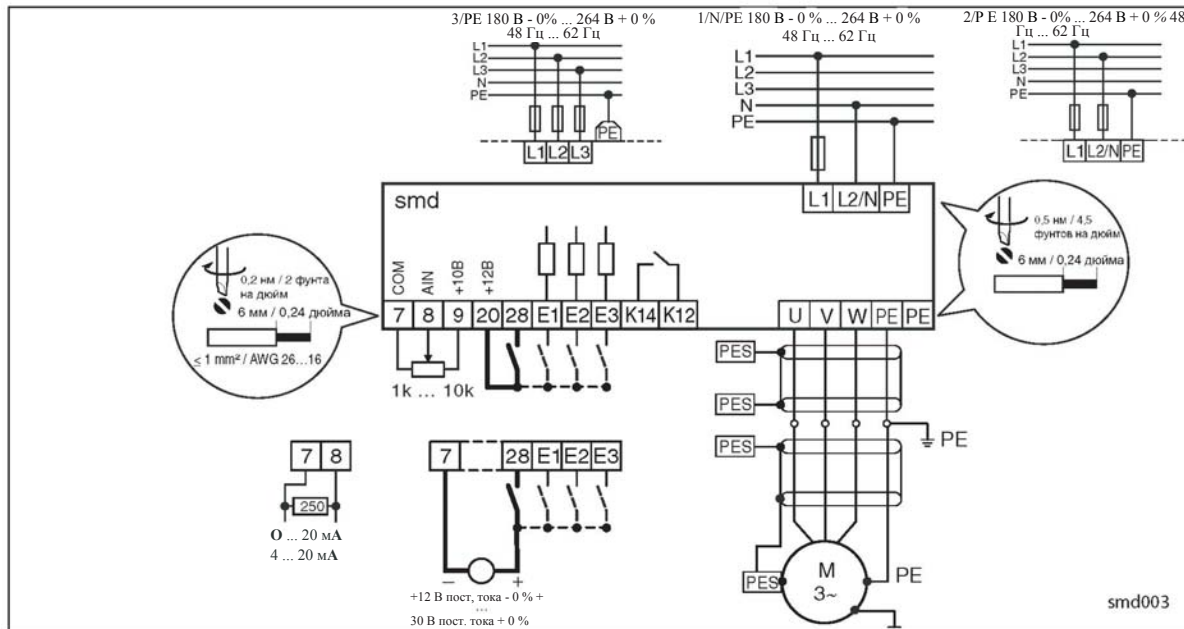 3/PE 180 В - 0% ... 264 В + 0 %
48 Гц ... 62 Гц
L1
L2
L3
N
PE
PE
L1 L2 L3
1/N/PE 180 В - 0% ... 264 В + 0 %
48 Гц ... 62 Гц
L1
L2
L3
N
PE
2/P E 180 В - 0% ... 264 В + 0 % 48
Гц ... 62 Гц
L1
L2
L3
N
PE
L1 L2/N PE
smd
L1 L2/N PE
0,2 нм / 2 фунта
на дюйм
6 мм / 0,24 дюйма
≤ 1 mm² / AWG 26...16
0,5 нм / 4,5
фунтов на дюйм
6 мм / 0,24 дюйма
COM
AIN
+10В
+12В
7 8 9 20 28 E1 E2 E3 K14 K12
U V W PE PE
1k ... 10k
PES
PES
PES
PE
7 8
250
O ... 20 мА
4 ... 20 мА
7 28 E1 E2 E3
− +
+12 В пост, тока - 0 % +
...
30 В пост. тока + 0 %
PES
M
3~
PE
smd003